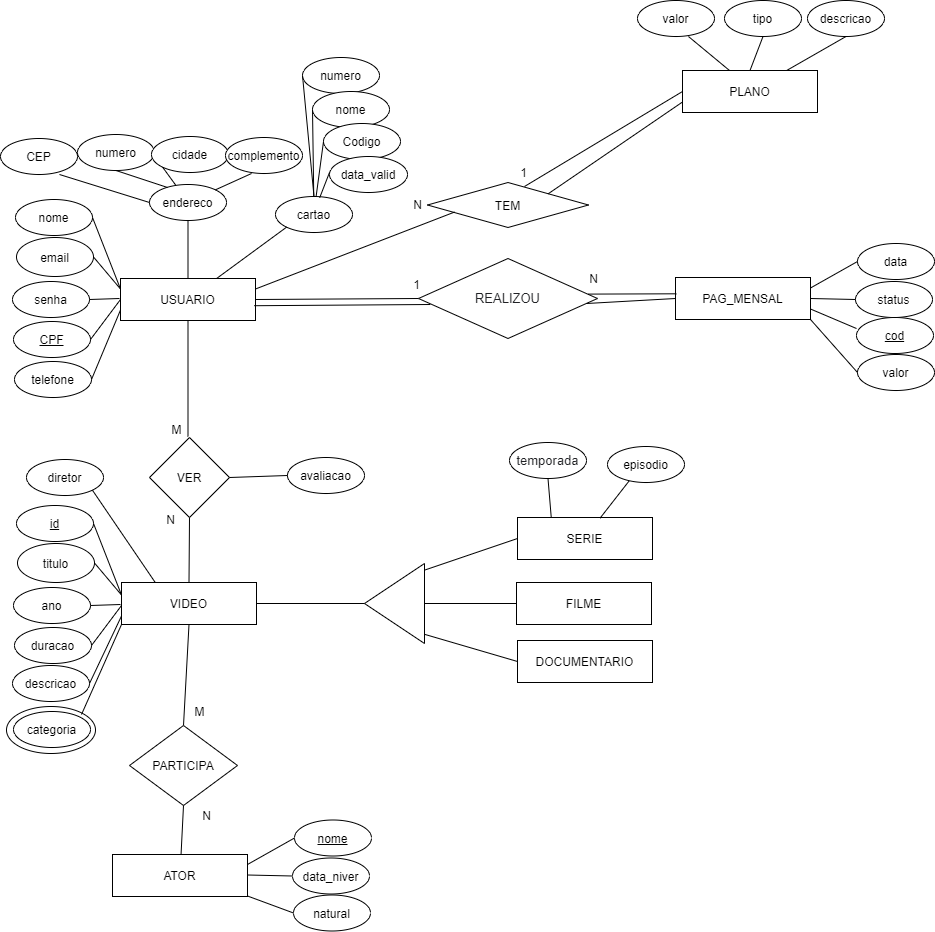 valor
tipo
descricao
PLANO
numero
nome
Codigo
data_valid
cartao
CEP
numero
cidade
complemento
endereco
1
N
TEM
nome
email
senha
CPF
telefone
USUARIO
1
REALIZOU
N
PAG_MENSAL
data
status
cod
valor
M
VER
N
avaliacao
diretor
id
titulo
ano
duracao
descricao
categoria
VIDEO
temporada
episodio
SERIE
FILME
DOCUMENTARIO
M
PARTICIPA
N
ATOR
nome
data_niver
natural